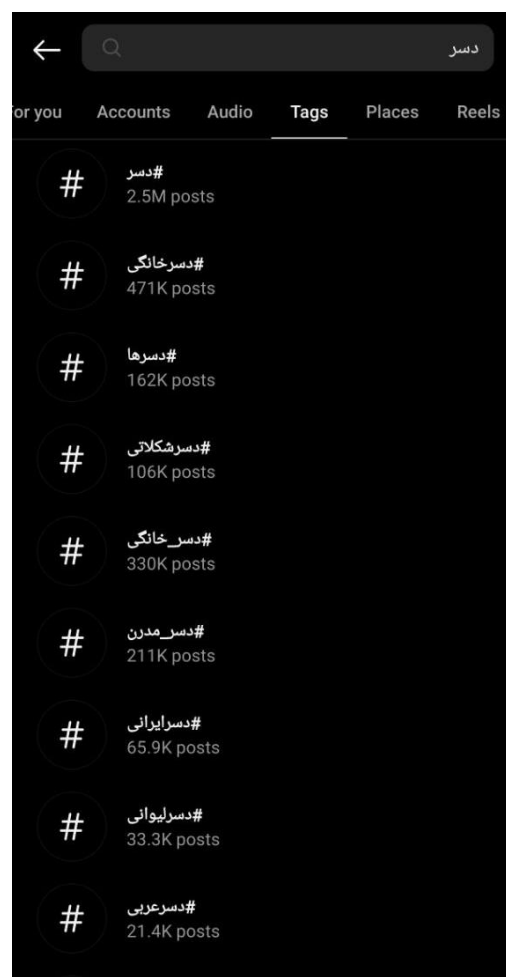 دسر
For you Accounts Audio Tags Places Reels
#دسر
2.5M posts
#دسرخانگی
471K posts
#دسرها
162K posts
#دسرشکلاتی
106K posts
#دسر_خانگی
330K posts
#دسر_مدرن
211K posts
#دسرایرانی
65.9K posts
#دسرلیوانی
33.3K posts
#دسرعربی
21.4K posts